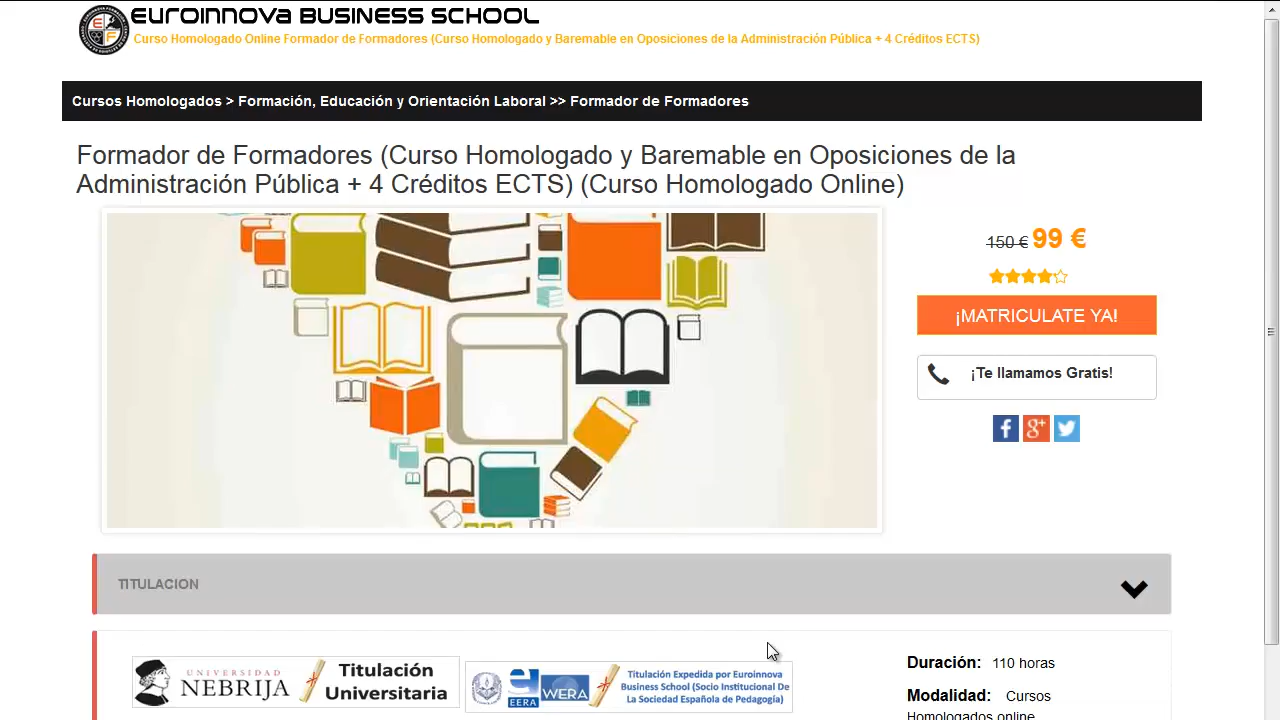 EUROINNOVA BUSINESS SCHOOL
Curso Homologado Online Formador de Formadores (Curso Homologado y Baremable en Oposiciones de la Administración Pública + 4 Créditos ECTS)
Cursos Homologados > Formación, Educación y Orientación Laboral >> Formador de Formadores
Formador de Formadores (Curso Homologado y Baremable en Oposiciones de la
Administración Pública + 4 Créditos ECTS) (Curso Homologado Online)
150 € 99 €
¡MATRICULATE YA!
¡Te llamamos Gratis!
TITULACION
UNIVERSIDAD
NEBRIJA
Titulación
Universitaria
EERA
WERA
Titulación Expedida por Euroinnova
Business School (Socio Institucional De
La Sociedad Española de Pedagogía)
Duración: 110 horas
Modalidad: Cursos
Homologados online